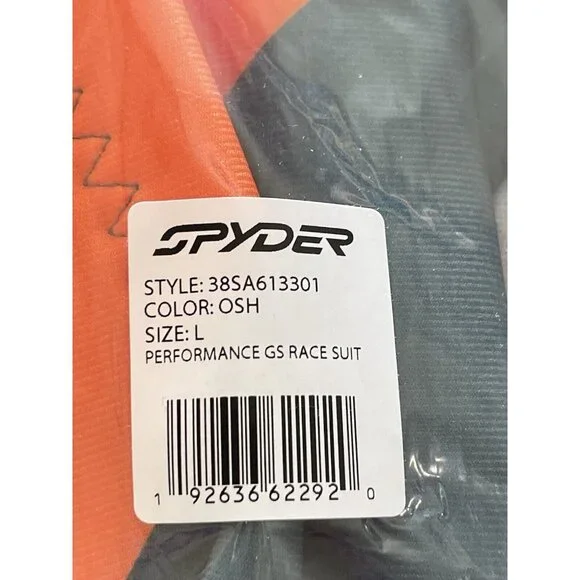 SPYDER
STYLE: 38SA613301
COLOR: OSH
SIZE: L
PERFORMANCE GS RACE SUIT
1 92636 62292 0